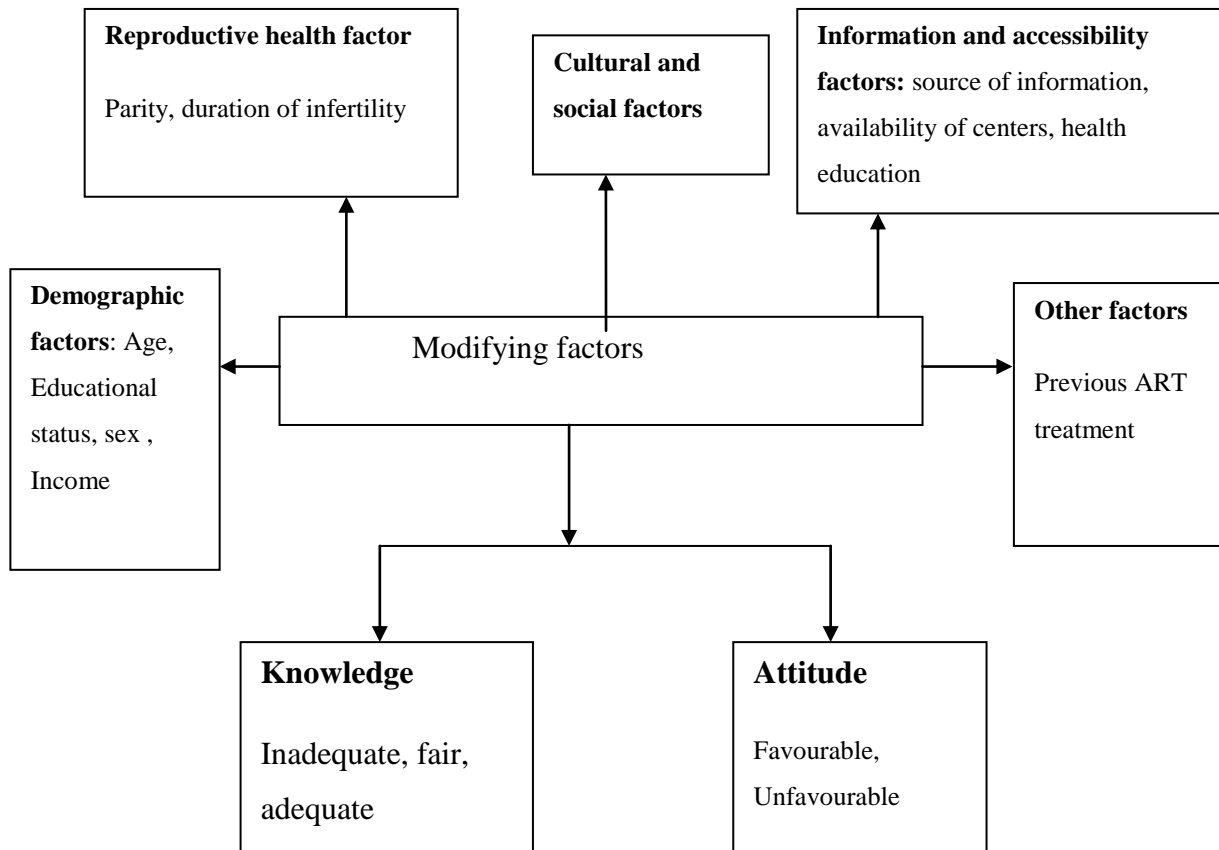 Reproductive health factor
Parity, duration of infertility
Cultural and
social factors
Information and accessibility
factors: source of information,
availability of centers, health
education
Demographic
factors: Age,
Educational
status, sex ,
Income
Modifying factors
Other factors
Previous ART
treatment
Knowledge
Inadequate, fair,
adequate
Attitude
Favourable,
Unfavourable